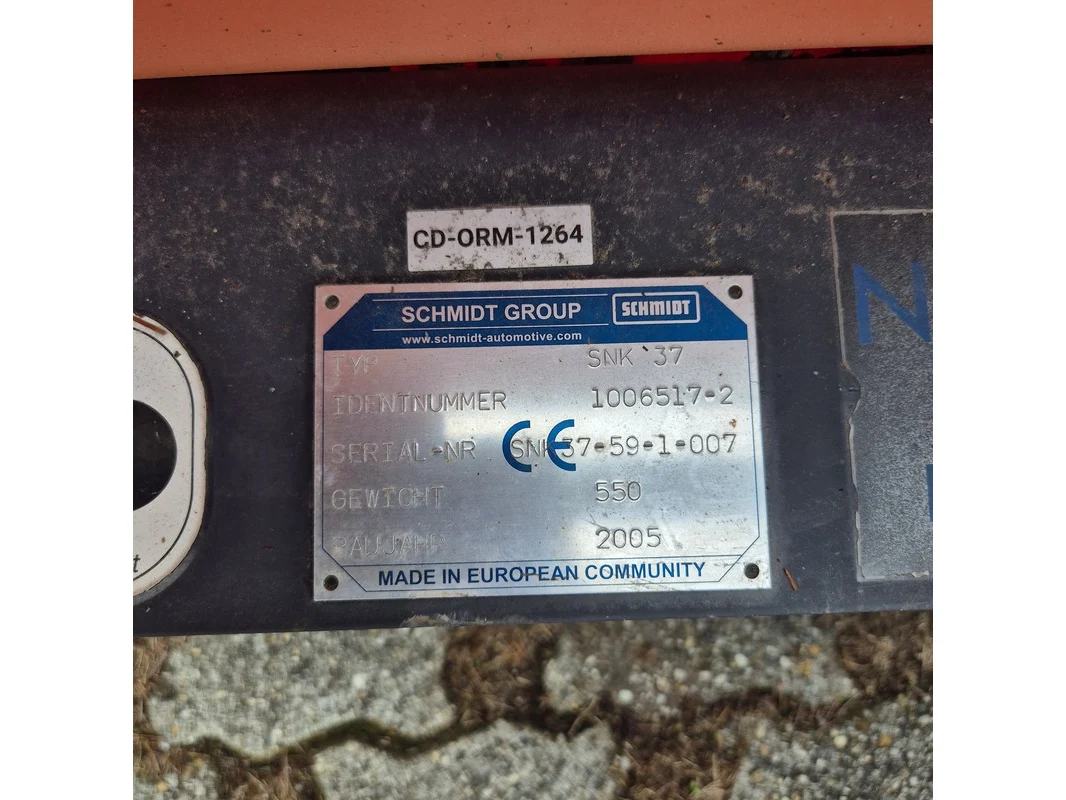 CD-ORM-1264
SCHMIDT GROUP SCHMIDT
www.schmidt-automotive.com
TYP SNK 37
IDENTNUMMER 1006517-2
SERIAL-NR SNK37-59-1-007
CE
GEWICHT 550
BAUJAHR 2005
MADE IN EUROPEAN COMMUNITY